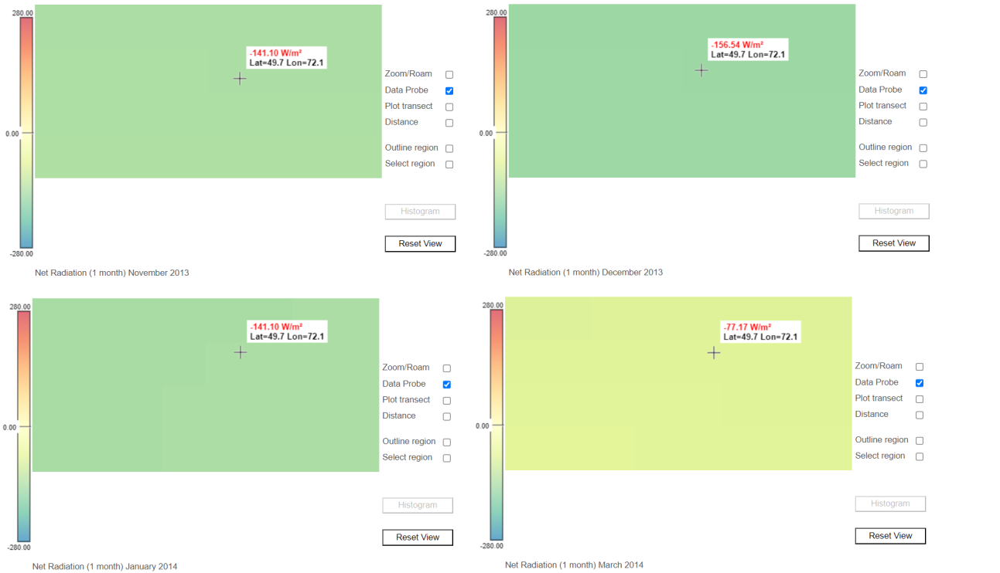 280.00
-141.10 W/m²
Lat=49.7 Lon=72.1
Zoom/Roam
Data Probe
Plot transect
0.00
Distance
Outline region
Select region
Histogram
Reset View
-280.00
Net Radiation (1 month) November 2013
280.00
-156.54 W/m²
Lat=49.7 Lon=72.1
Zoom/Roam
Data Probe
Plot transect
Distance
0.00
Outline region
Select region
Histogram
Reset View
-280.00
Net Radiation (1 month) December 2013
280.00
-141.10 W/m²
Lat=49.7 Lon=72.1
Zoom/Roam
Data Probe
Plot transect
Distance
0.00
Outline region
Select region
Histogram
Reset View
-280.00
Net Radiation (1 month) January 2014
280.00
-77.17 W/m²
Lat=49.7 Lon=72.1
Zoom/Roam
Data Probe
Plot transect
Distance
0.00
Outline region
Select region
Histogram
Reset View
-280.00
Net Radiation (1 month) March 2014